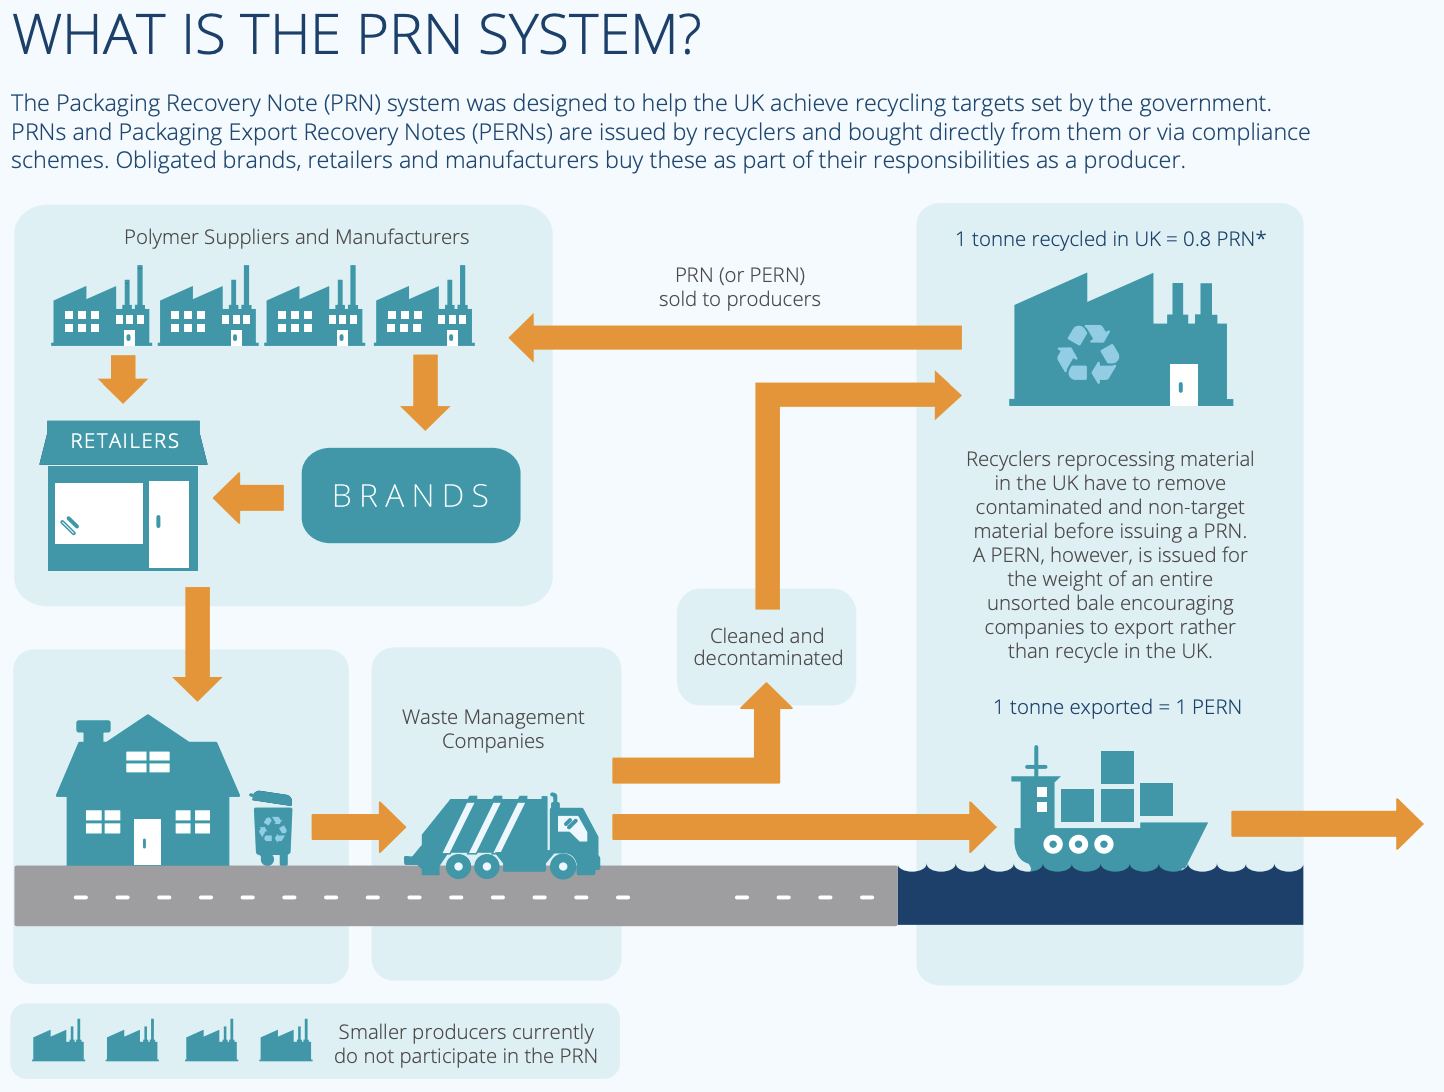 WHAT IS THE PRN SYSTEM?
The Packaging Recovery Note (PRN) system was designed to help the UK achieve recycling targets set by the government.
PRNs and Packaging Export Recovery Notes (PERNs) are issued by recyclers and bought directly from them or via compliance
schemes. Obligated brands, retailers and manufacturers buy these as part of their responsibilities as a producer.
Polymer Suppliers and Manufacturers
RETAILERS
BRANDS
PRN (or PERN)
sold to producers
1 tonne recycled in UK = 0.8 PRN*
Recyclers reprocessing material
in the UK have to remove
contaminated and non-target
material before issuing a PRN.
A PERN, however, is issued for
the weight of an entire
unsorted bale encouraging
companies to export rather
than recycle in the UK.
1 tonne exported = 1 PERN
Cleaned and
decontaminated
Waste Management
Companies
Smaller producers currently
do not participate in the PRN